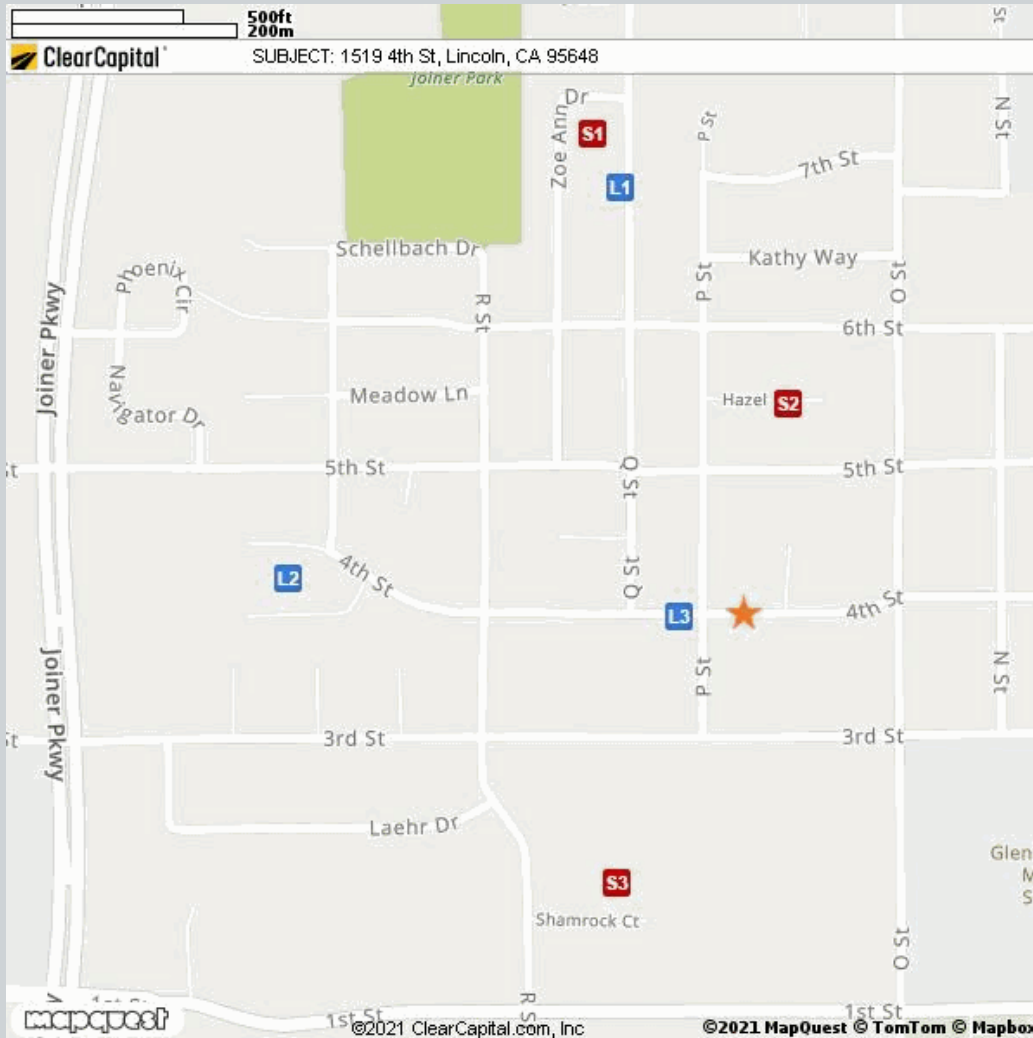 500ft
200m
ClearCapital
SUBJECT: 1519 4th St, Lincoln, CA 95648
Joiner Park
Zoe Ann Dr
S1
P St
N St
7th St
L1
Schellbach Dr
Kathy Way
Phoenix Cir
R St
P St
O St
Joiner Pkwy
6th St
Navigator Dr
Meadow Ln
Hazel
S2
5th St
Q St
5th St
4th St
L2
Q St
L3
4th St
P St
N St
Joiner Pkwy
3rd St
3rd St
Laehr Dr
S3
Glen
Shamrock Ct
O St
1st St
1st St
1st St
mapquest
©2021 ClearCapital.com, Inc
©2021 MapQuest © TomTom © Mapbox